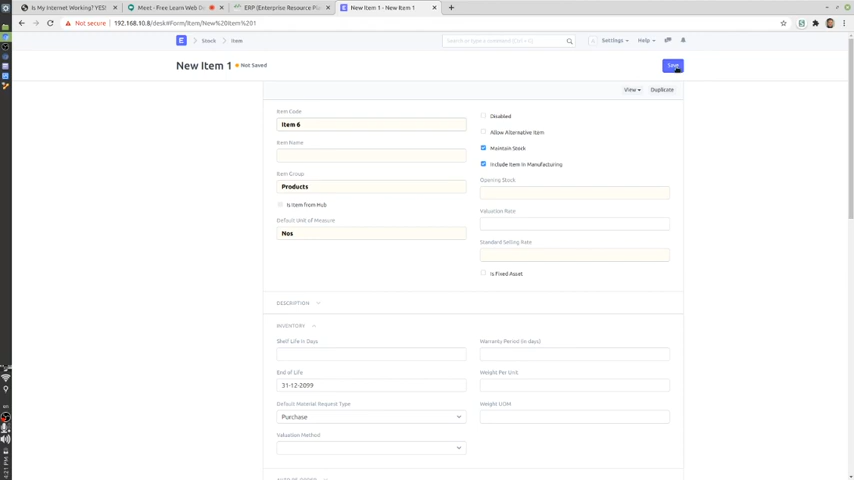 Is My Internet Working? YES!
Meet - Free Learn Web De
ERP (Enterprise Resource Pla
New Item 1 - New Item 1
Not secure
192.168.10.8/desk#Form/Item/New%20Item%201
Stock
Item
Search or type a command (Ctrl + G)
Settings
Help
New Item 1
Not Saved
Save
View
Duplicate
Item Code
Item 6
Disabled
Allow Alternative Item
Item Name
Maintain Stock
Include Item In Manufacturing
Item Group
Opening Stock
Products
Is Item from Hub
Valuation Rate
Default Unit of Measure
Nos
Standard Selling Rate
Is Fixed Asset
DESCRIPTION
INVENTORY
Shelf Life In Days
Warranty Period (in days)
End of Life
Weight Per Unit
31-12-2099
Default Material Request Type
Weight UOM
Purchase
Valuation Method
4:21 PM